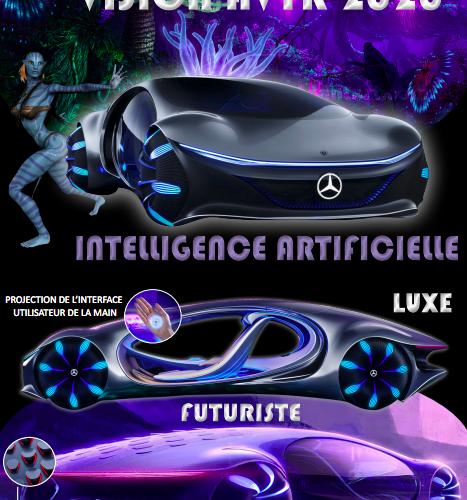 VISION AVTR 2020
INTELLIGENCE ARTIFICIELLE
PROJECTION DE L'INTERFACE
UTILISATEUR DE LA MAIN
LUXE
FUTURISTE